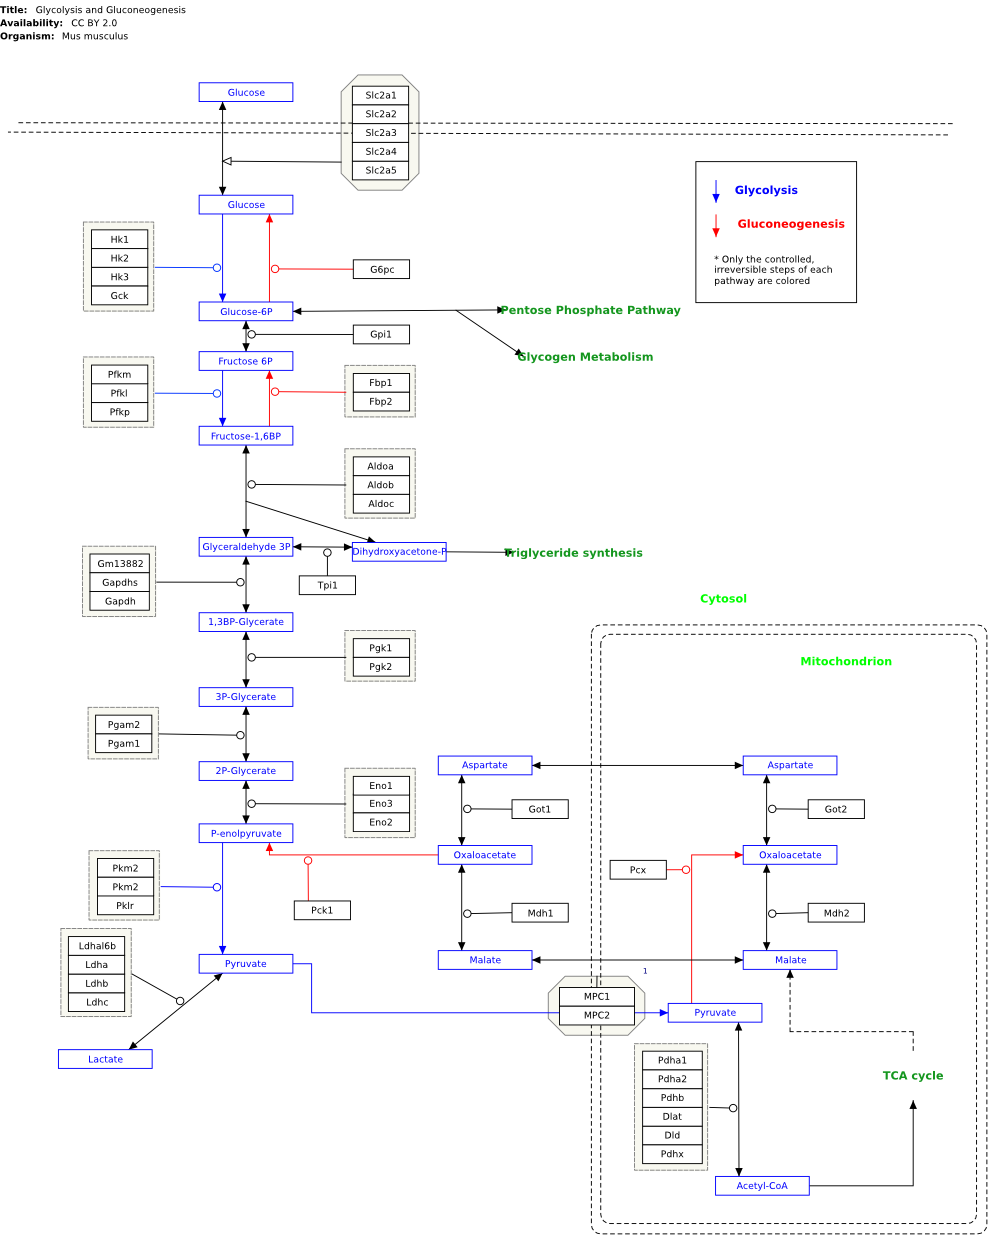 Title: Glycolysis and Gluconeogenesis
Availability: CC BY 2.0
Organism: Mus musculus
Glucose
Slc2a1
Slc2a2
Slc2a3
Slc2a4
Slc2a5
Glucose
Glycolysis
Gluconeogenesis
* Only the controlled,
irreversible steps of each
pathway are colored
Hk1
Hk2
Hk3
Gck
G6pc
Glucose-6P
Pentose Phosphate Pathway
Gpi1
Glycogen Metabolism
Fructose 6P
Pfkm
Pfkl
Pfkp
Fbp1
Fbp2
Fructose-1,6BP
Aldoa
Aldob
Aldoc
Glyceraldehyde 3P
Dihydroxyacetone-P
Triglyceride synthesis
Tpi1
Gm13882
Gapdhs
Gapdh
Cytosol
1,3BP-Glycerate
Pgk1
Pgk2
Mitochondrion
3P-Glycerate
Pgam2
Pgam1
2P-Glycerate
Aspartate
Aspartate
Eno1
Eno3
Eno2
Got1
Got2
P-enolpyruvate
Oxaloacetate
Oxaloacetate
Pkm2
Pkm2
Pklr
Pcx
Pck1
Mdh1
Mdh2
Ldhal6b
Ldha
Ldhb
Ldhc
Pyruvate
Malate
Malate
1
MPC1
MPC2
Pyruvate
Lactate
Pdha1
Pdha2
Pdhb
Dlat
Dld
Pdhx
TCA cycle
Acetyl-CoA